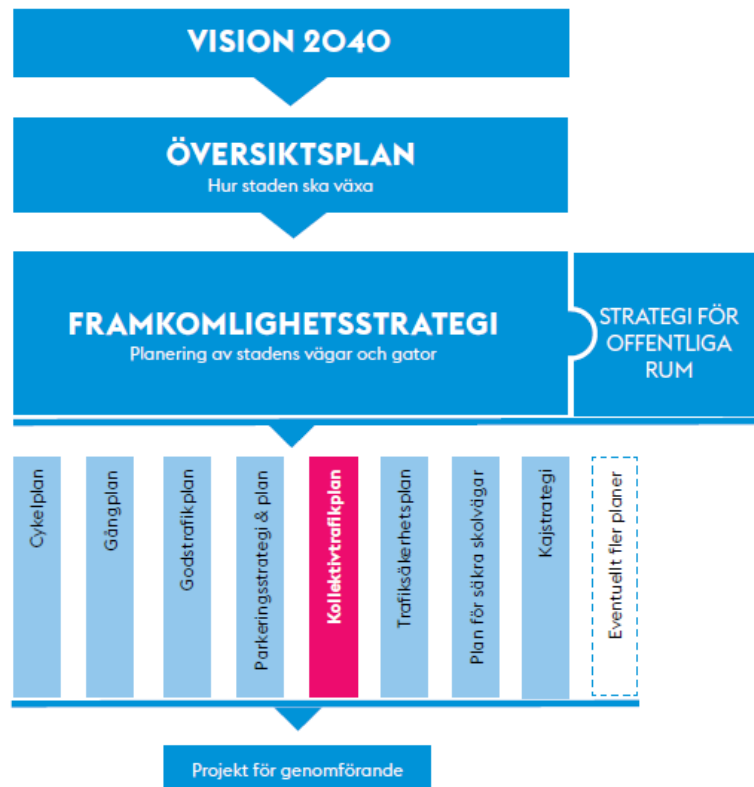 VISION 2040
ÖVERSIKTSPLAN
Hur staden ska växa
FRAMKOMLIGHETSSTRATEGI
Planering av stadens vägar och gator
STRATEGI FÖR
OFFENTLIGA
RUM
Cykelplan
Gångplan
Godstrafikplan
Parkeringsstrategi & plan
Kollektivtrafikplan
Trafiksäkerhetsplan
Plan för säkra skolvägar
Kajstrategi
Eventuellt fler planer
Projekt för genomförande